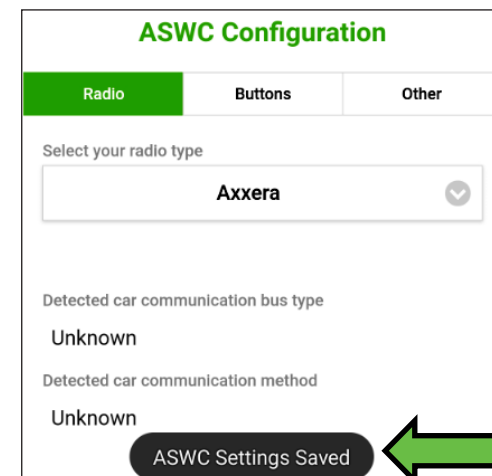 ASWC Configuration
Radio Buttons Other
Select your radio type
Axxera
Detected car communication bus type
Unknown
Detected car communication method
Unknown
ASWC Settings Saved